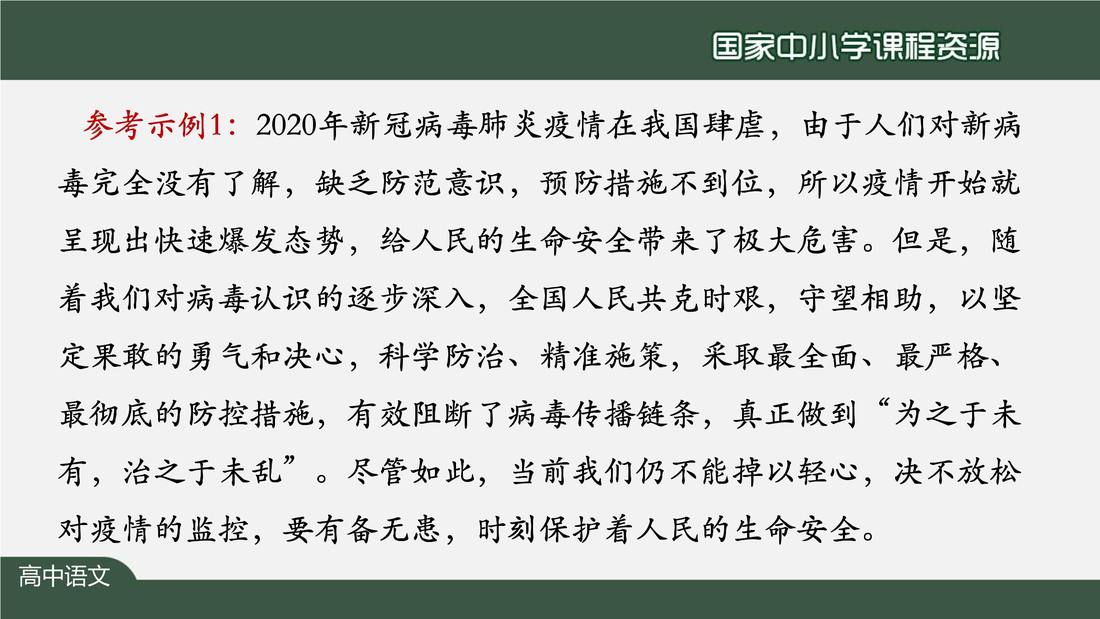 国家中小学课程资源
参考示例1：2020年新冠病毒肺炎疫情在我国肆虐，由于人们对新病
毒完全没有了解，缺乏防范意识，预防措施不到位，所以疫情开始就
呈现出快速爆发态势，给人民的生命安全带来了极大危害。但是，随
着我们对病毒认识的逐步深入，全国人民共克时艰，守望相助，以坚
定果敢的勇气和决心，科学防治、精准施策，采取最全面、最严格、
最彻底的防控措施，有效阻断了病毒传播链条，真正做到“为之于未
有，治之于未乱”。尽管如此，当前我们仍不能掉以轻心，决不放松
对疫情的监控，要有备无患，时刻保护着人民的生命安全。
高中语文